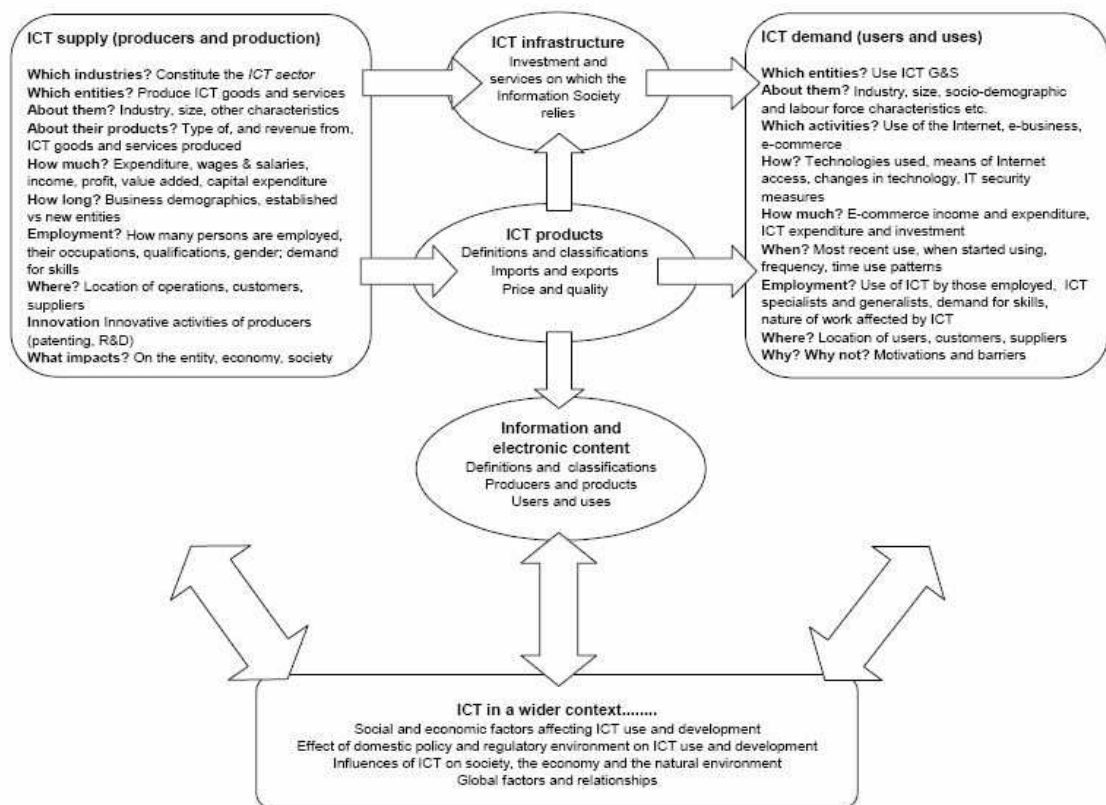 ICT supply (producers and production)
Which industries? Constitute the ICT sector
Which entities? Produce ICT goods and services
About them? Industry, size, other characteristics
About their products? Type of, and revenue from,
ICT goods and services produced
How much? Expenditure, wages & salaries,
income, profit, value added, capital expenditure
How long? Business demographics, established
vs new entities
Employment? How many persons are employed,
their occupations, qualifications, gender; demand
for skills
Where? Location of operations, customers,
suppliers
Innovation Innovative activities of producers
(patenting, R&D)
What impacts? On the entity, economy, society
ICT infrastructure
Investment and
services on which the
Information Society
relies
ICT products
Definitions and classifications
Imports and exports
Price and quality
Information and
electronic content
Definitions and classifications
Producers and products
Users and uses
ICT demand (users and uses)
Which entities? Use ICT G&S
About them? Industry, size, socio-demographic
and labour force characteristics etc.
Which activities? Use of the Internet, e-business,
e-commerce
How? Technologies used, means of Internet
access, changes in technology, IT security
measures
How much? E-commerce income and expenditure,
ICT expenditure and investment
When? Most recent use, when started using,
frequency, time use patterns
Employment? Use of ICT by those employed, ICT
specialists and generalists, demand for skills,
nature of work affected by ICT
Where? Location of users, customers, suppliers
Why? Why not? Motivations and barriers
ICT in a wider context........
Social and economic factors affecting ICT use and development
Effect of domestic policy and regulatory environment on ICT use and development
Influences of ICT on society, the economy and the natural environment
Global factors and relationships